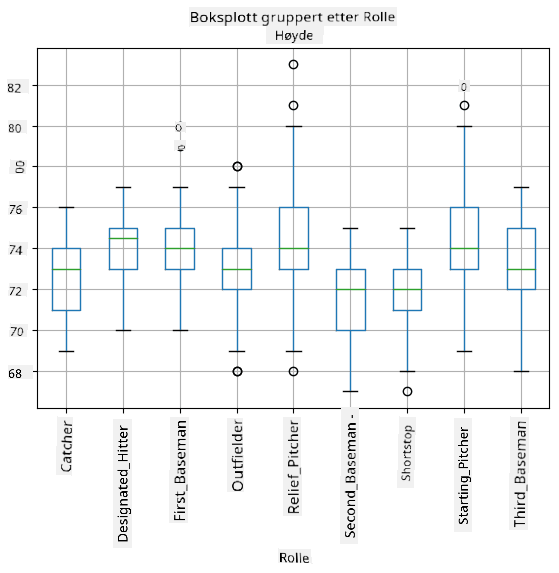 Boksplott gruppert etter Rolle
Høyde
82
80
00
76
74
72
70
68
Catcher
Designated_Hitter
First_Baseman
Outfielder
Relief_Pitcher
Second_Baseman -
Shortstop
Starting_Pitcher
Third_Baseman
Rolle